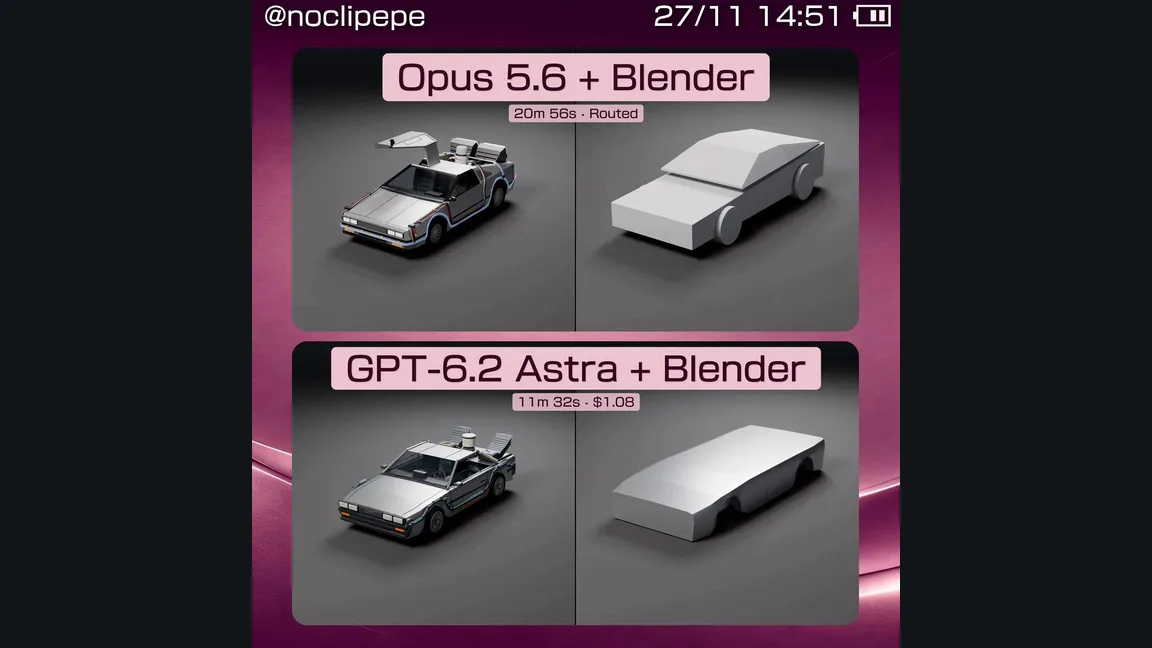 @noclipepe
27/11 14:51
Opus 5.6 + Blender
20m 56s · Routed
GPT-6.2 Astra + Blender
11m 32s · $1.08